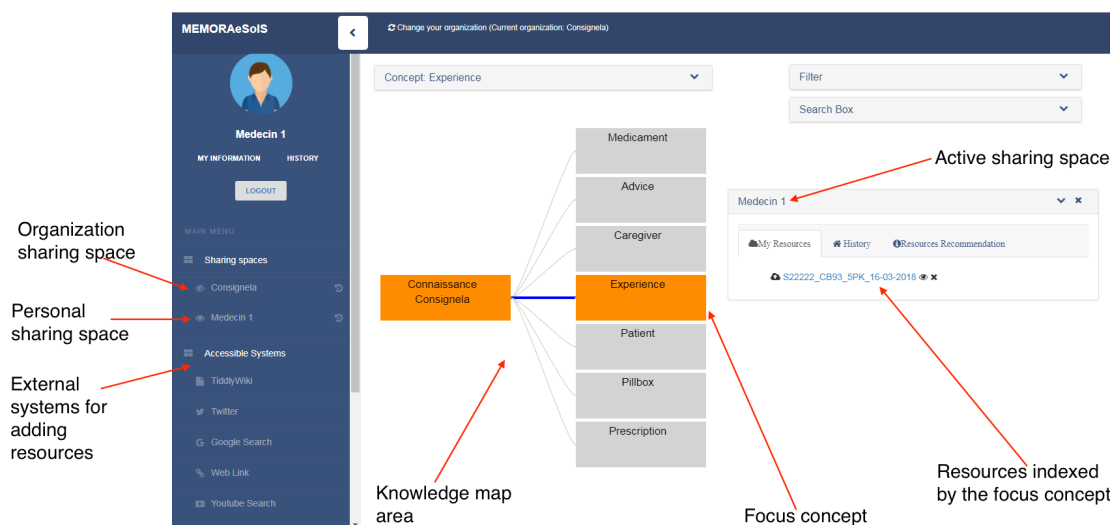 MEMORAeSolS
Change your organization (Current organization: Consignela)
Medecin 1
MY INFORMATION HISTORY
LOGOUT
MAIN MENU
Sharing spaces
Consignela
Medecin 1
Accessible Systems
TiddlyWiki
Twitter
Google Search
Web Link
Youtube Search
Organization
sharing space
Personal
sharing space
External
systems for
adding
resources
Concept: Experience
Connaissance
Consignela
Medicament
Advice
Caregiver
Experience
Patient
Pillbox
Prescription
Knowledge map
area
Focus concept
Filter
Search Box
Active sharing space
Medecin 1
My Resources History Resources Recommendation
S22222_CB93_5PK_16-03-2018
Resources indexed
by the focus concept